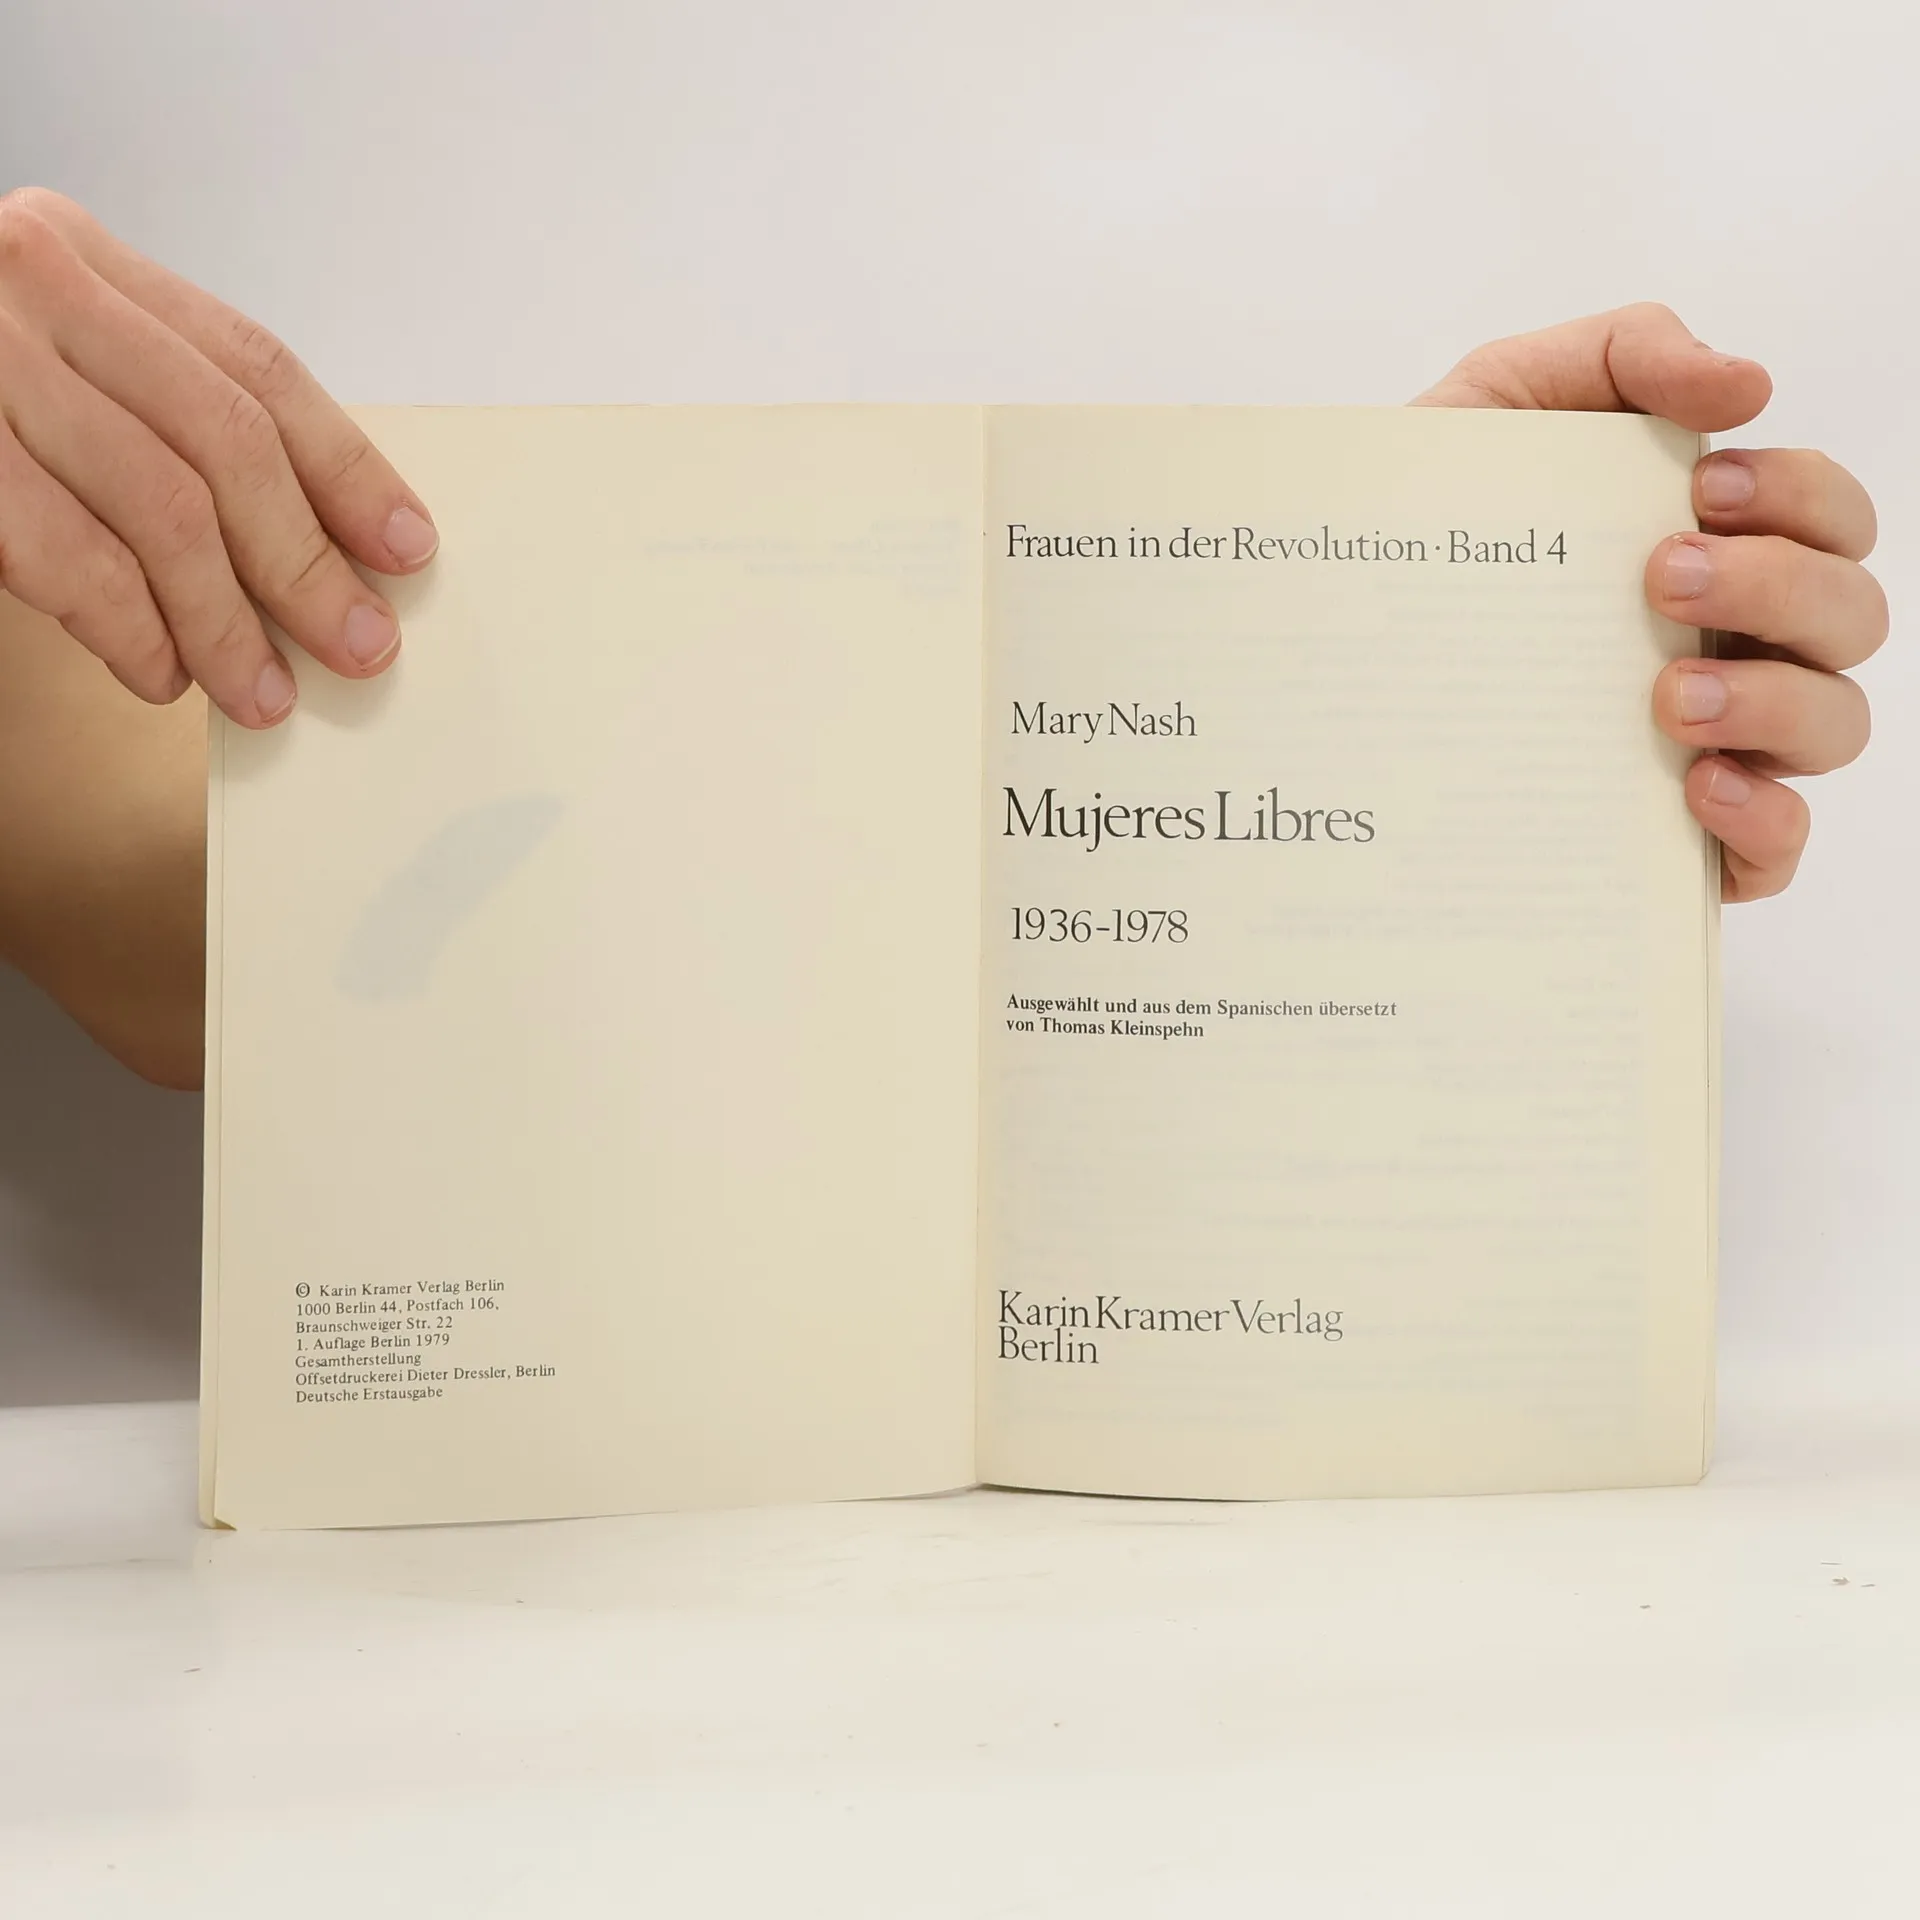 © Karin Kramer Verlag Berlin
1000 Berlin 44, Postfach 106,
Braunschweiger Str. 22
1. Auflage Berlin 1979
Gesamtherstellung
Offsetdruckerei Dieter Dressler, Berlin
Deutsche Erstausgabe
Frauen in der Revolution · Band 4
Mary Nash
Mujeres Libres
1936-1978
Ausgewählt und aus dem Spanischen übersetzt
von Thomas Kleinspehn
Karin Kramer Verlag
Berlin